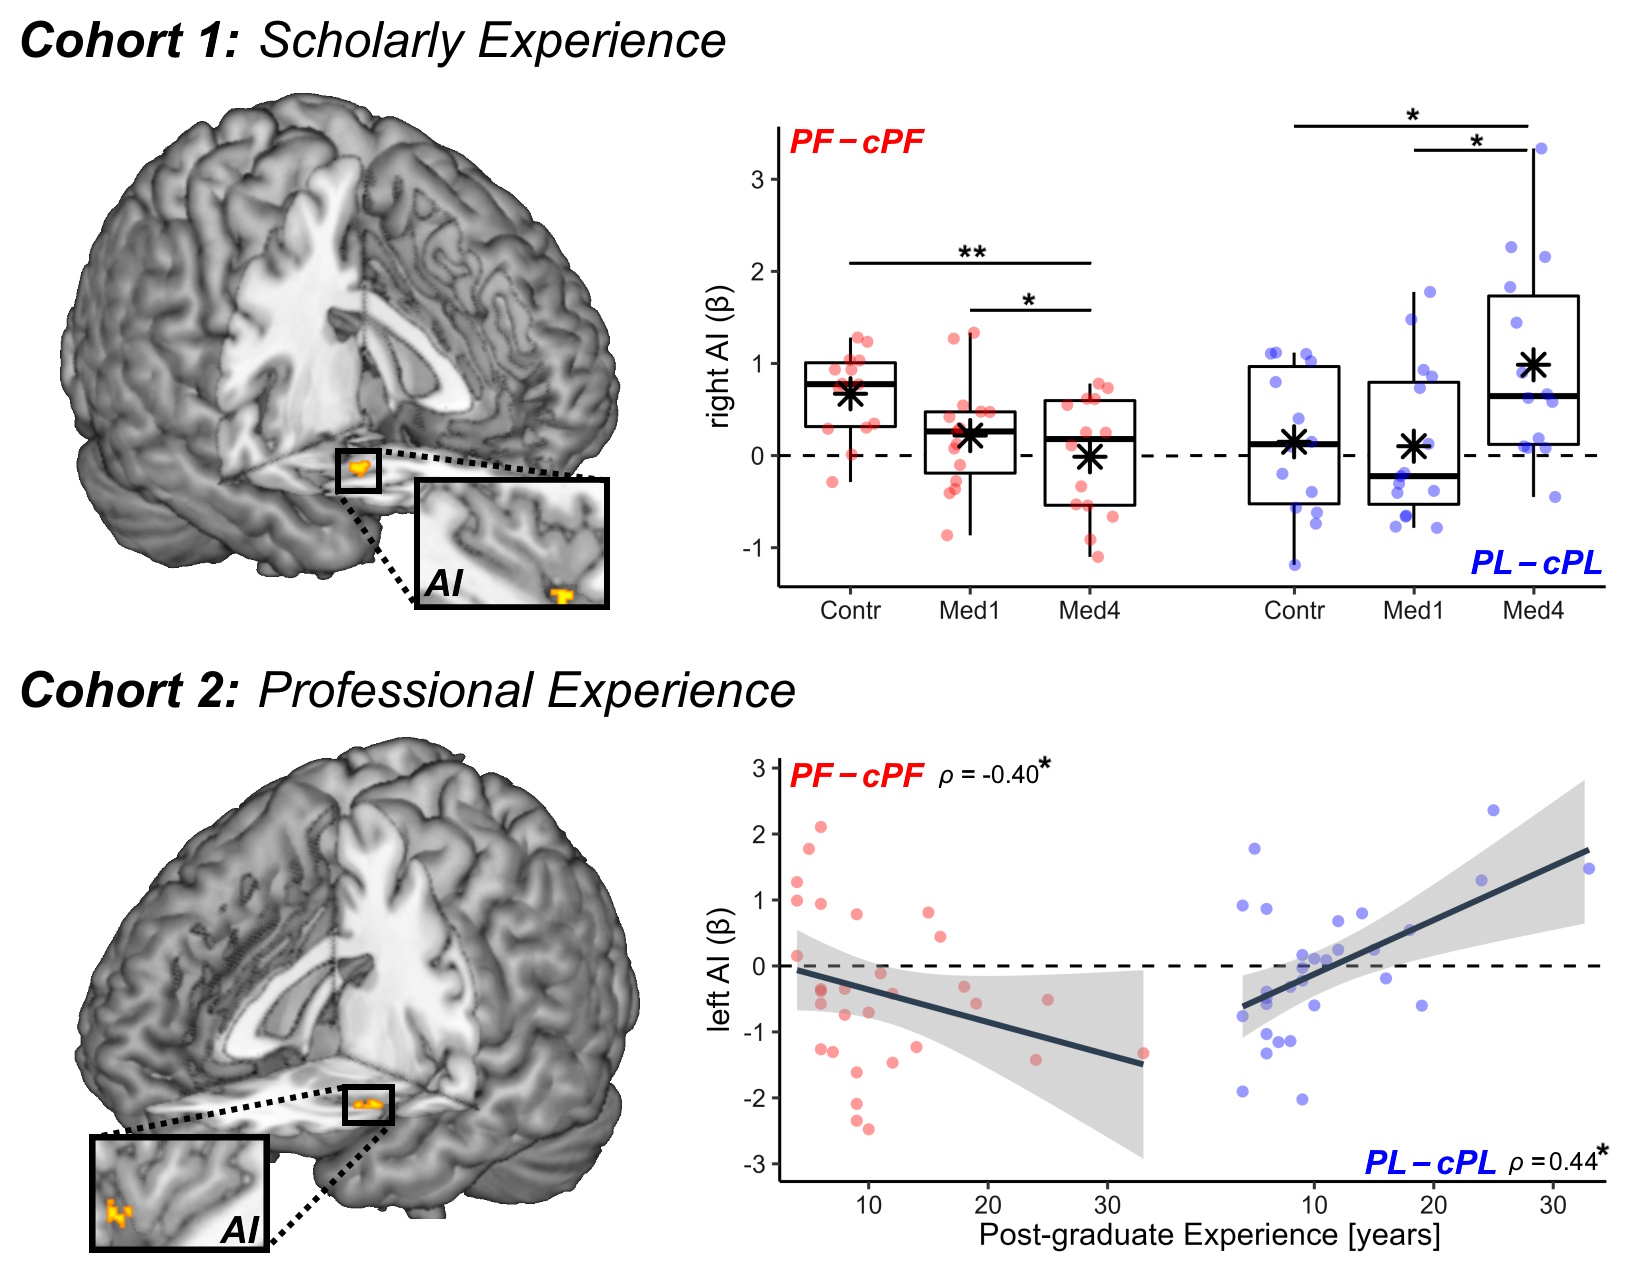 Cohort 1: Scholarly Experience
PF – cPF
* 
*
**
*
3
2
1
0
-1
right AI (β)
AI
PL – cPL
Contr Med1 Med4 Contr Med1 Med4
Cohort 2: Professional Experience
PF – cPF ρ = -0.40*
3
2
1
0
-1
-2
-3
left AI (β)
AI
PL – cPL ρ = 0.44*
10 20 30 10 20 30
Post-graduate Experience [years]